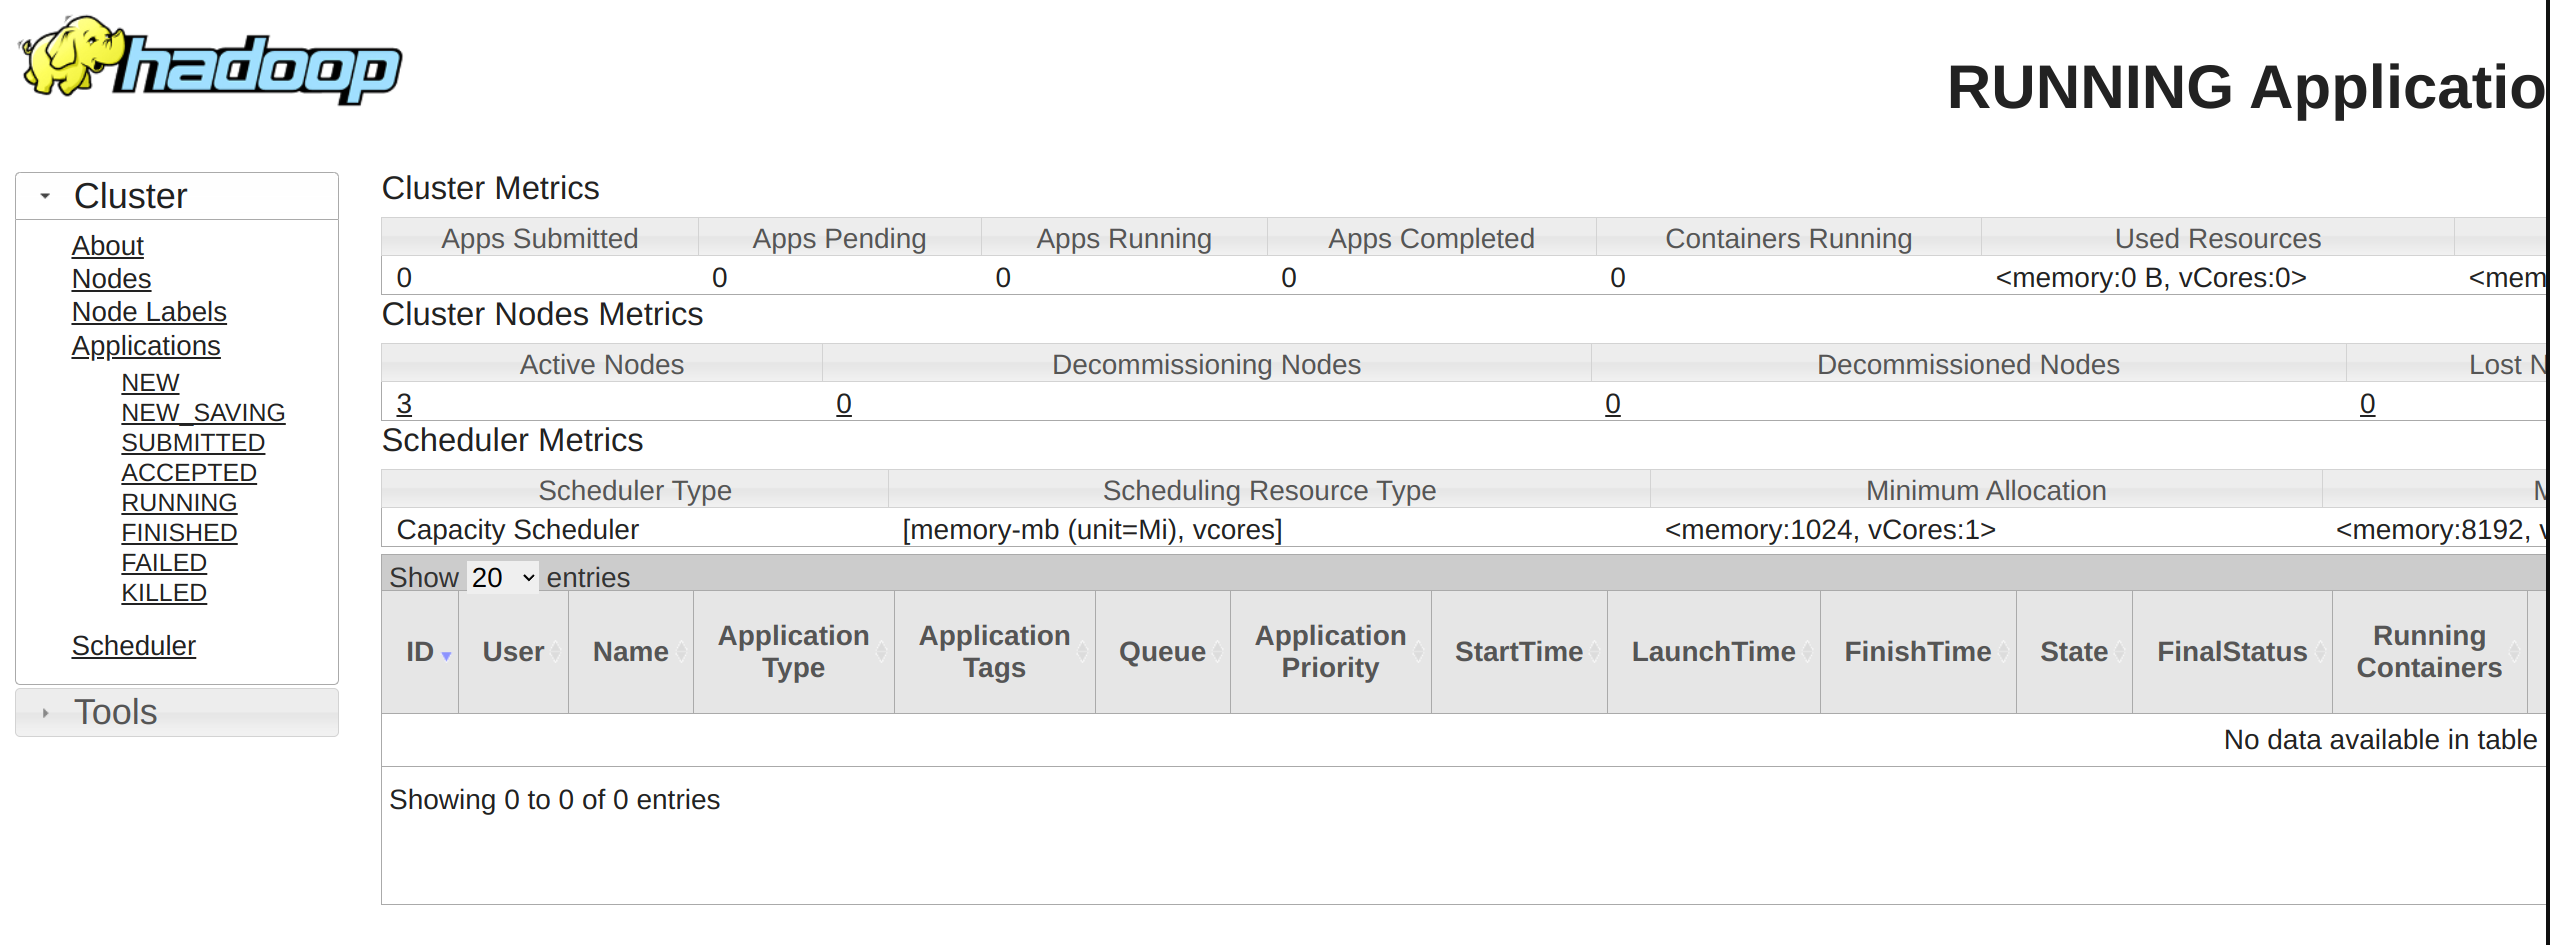 hadoop
RUNNING Applicatio
Cluster
About
Nodes
Node Labels
Applications
NEW
NEW_SAVING
SUBMITTED
ACCEPTED
RUNNING
FINISHED
FAILED
KILLED
Scheduler
Tools
Cluster Metrics
Apps Submitted Apps Pending Apps Running Apps Completed Containers Running Used Resources
0 0 0 0 0 <memory:0 B, vCores:0> <mem
Cluster Nodes Metrics
Active Nodes Decommissioning Nodes Decommissioned Nodes Lost N
3 0 0 0
Scheduler Metrics
Scheduler Type Scheduling Resource Type Minimum Allocation M
Capacity Scheduler [memory-mb (unit=Mi), vcores] <memory:1024, vCores:1> <memory:8192, v
Show 20 entries
ID User Name Application Type Application Tags Queue Application Priority StartTime LaunchTime FinishTime State FinalStatus Running Containers
No data available in table
Showing 0 to 0 of 0 entries